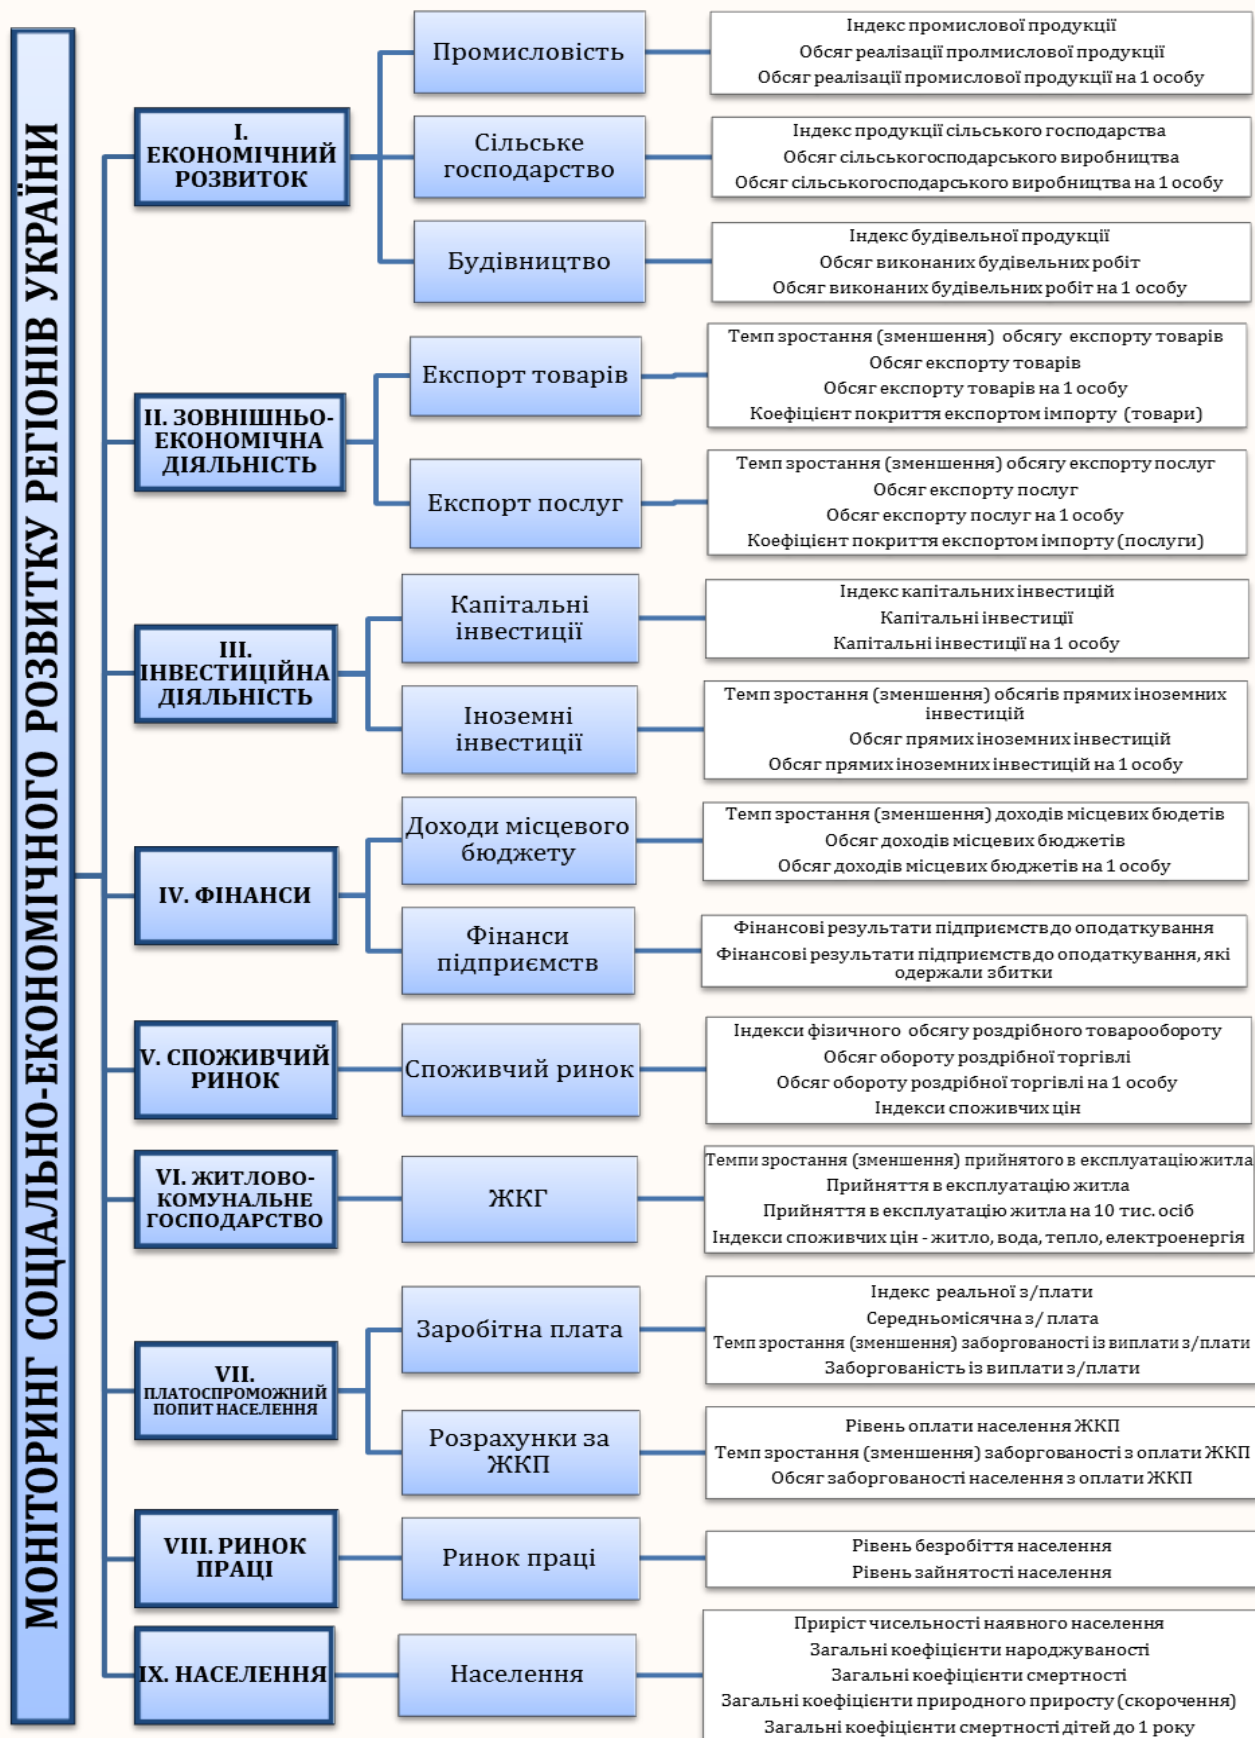 МОНІТОРИНГ СОЦІАЛЬНО-ЕКОНОМІЧНОГО РОЗВИТКУ РЕГІОНІВ УКРАЇНИ
І.
ЕКОНОМІЧНИЙ
РОЗВИТОК
Промисловість
Індекс промислової продукції
Обсяг реалізації пролмислової продукції
Обсяг реалізації промислової продукції на 1 особу
Сільське
господарство
Індекс продукції сільського господарства
Обсяг сільськогосподарського виробництва
Обсяг сільськогосподарського виробництва на 1 особу
Будівництво
Індекс будівельної продукції
Обсяг виконаних будівельних робіт
Обсяг виконаних будівельних робіт на 1 особу
ІІ. ЗОВНІШНЬО-
ЕКОНОМІЧНА
ДІЯЛЬНІСТЬ
Експорт товарів
Темп зростання (зменшення) обсягу експорту товарів
Обсяг експорту товарів
Обсяг експорту товарів на 1 особу
Коефіцієнт покриття експортом імпорту (товари)
Експорт послуг
Темп зростання (зменшення) обсягу експорту послуг
Обсяг експорту послуг
Обсяг експорту послуг на 1 особу
Коефіцієнт покриття експортом імпорту (послуги)
ІІІ.
ІНВЕСТИЦІЙНА
ДІЯЛЬНІСТЬ
Капітальні
інвестиції
Індекс капітальних інвестицій
Капітальні інвестиції
Капітальні інвестиції на 1 особу
Іноземні
інвестиції
Темп зростання (зменшення) обсягів прямих іноземних
інвестицій
Обсяг прямих іноземних інвестицій
Обсяг прямих іноземних інвестицій на 1 особу
IV. ФІНАНСИ
Доходи місцевого
бюджету
Темп зростання (зменшення) доходів місцевих бюдетів
Обсяг доходів місцевих бюджетів
Обсяг доходів місцевих бюджетів на 1 особу
Фінанси
підприємств
Фінансові результати підприємств до оподаткування
Фінансові результати підприємств до оподаткування, які
одержали збитки
V. СПОЖИВЧИЙ
РИНОК
Споживчий ринок
Індекси фізичного обсягу роздрібного товарообороту
Обсяг обороту роздрібної торгівлі
Обсяг обороту роздрібної торгівлі на 1 особу
Індекси споживчих цін
VI. ЖИТЛОВО-
КОМУНАЛЬНЕ
ГОСПОДАРСТВО
ЖКГ
Темпи зростання (зменшення) прийнятого в експлуатацію житла
Прийняття в експлуатацію житла
Прийняття в експлуатацію житла на 10 тис. осіб
Індекси споживчих цін - житло, вода, тепло, електроенергія
VII.
ПЛАТОСПРОМОЖНИЙ
ПОПИТ НАСЕЛЕННЯ
Заробітна плата
Індекс реальної з/плати
Середньомісячна з/ плата
Темп зростання (зменшення) заборгованості із виплати з/плати
Заборгованість із виплати з/плати
Розрахунки за
ЖКП
Рівень оплати населення ЖКП
Темп зростання (зменшення) заборгованості з оплати ЖКП
Обсяг заборгованості населення з оплати ЖКП
VIII. РИНОК
ПРАЦІ
Ринок праці
Рівень безробіття населення
Рівень зайнятості населення
IX. НАСЕЛЕННЯ
Населення
Приріст чисельності наявного населення
Загальні коефіцієнти народжуваності
Загальні коефіцієнти смертності
Загальні коефіцієнти природного приросту (скорочення)
Загальні коефіцієнти смертності дітей до 1 року